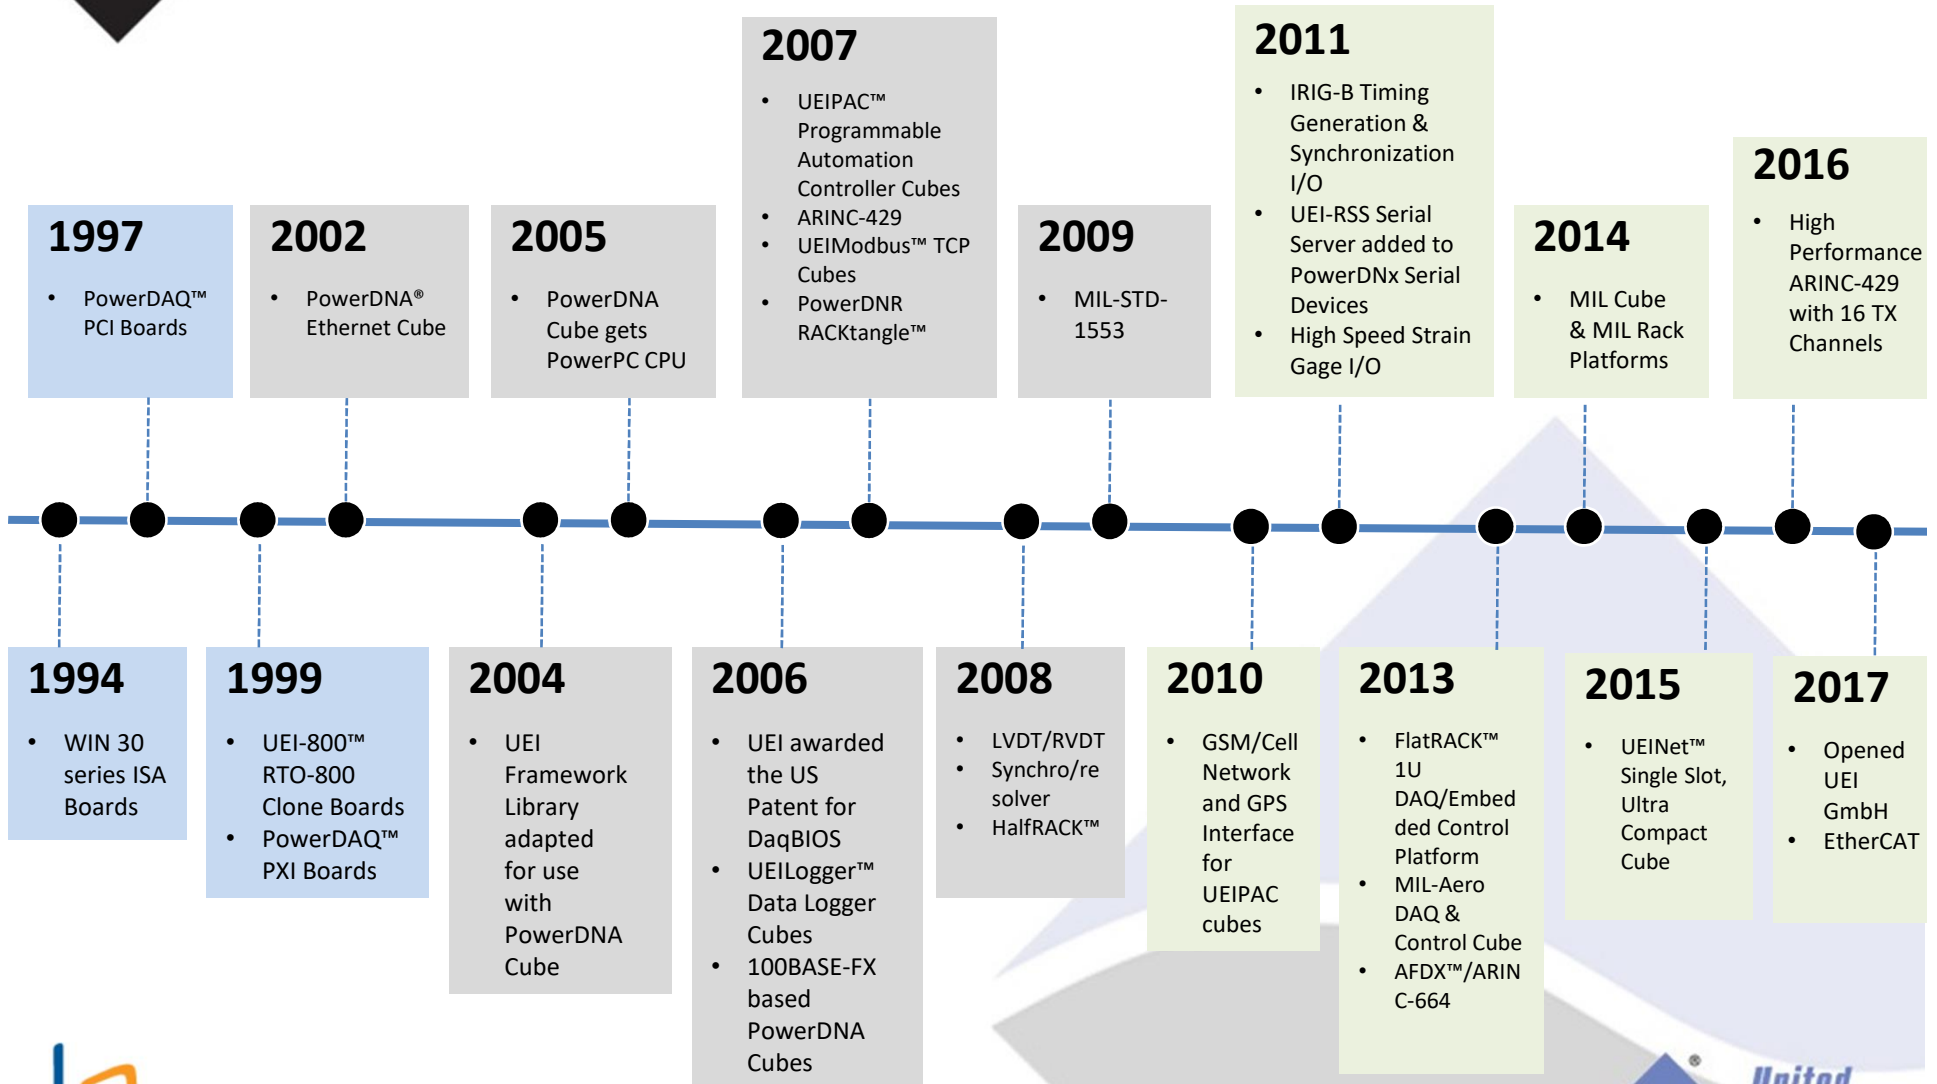 2007
• UEIPAC™
Programmable
Automation
Controller Cubes
• ARINC-429
• UEIModbus™ TCP
Cubes
• PowerDNR
RACKtangle™
2011
• IRIG-B Timing
Generation &
Synchronization
I/O
• UEI-RSS Serial
Server added to
PowerDNx Serial
Devices
• High Speed Strain
Gage I/O
2016
• High
Performance
ARINC-429
with 16 TX
Channels
1997
• PowerDAQ™
PCI Boards
2002
• PowerDNA®
Ethernet Cube
2005
• PowerDNA
Cube gets
PowerPC CPU
2009
• MIL-STD-
1553
2014
• MIL Cube
& MIL Rack
Platforms
1994
• WIN 30
series ISA
Boards
1999
• UEI-800™
RTO-800
Clone Boards
• PowerDAQ™
PXI Boards
2004
• UEI
Framework
Library
adapted
for use
with
PowerDNA
Cube
2006
• UEI awarded
the US
Patent for
DaqBIOS
• UEILogger™
Data Logger
Cubes
• 100BASE-FX
based
PowerDNA
Cubes
2008
• LVDT/RVDT
• Synchro/re
solver
• HalfRACK™
2010
• GSM/Cell
Network
and GPS
Interface
for
UEIPAC
cubes
2013
• FlatRACK™
1U
DAQ/Embed
ded Control
Platform
• MIL-Aero
DAQ &
Control Cube
• AFDX™/ARIN
C-664
2015
• UEINet™
Single Slot,
Ultra
Compact
Cube
2017
• Opened
UEI
GmbH
• EtherCAT
®
United